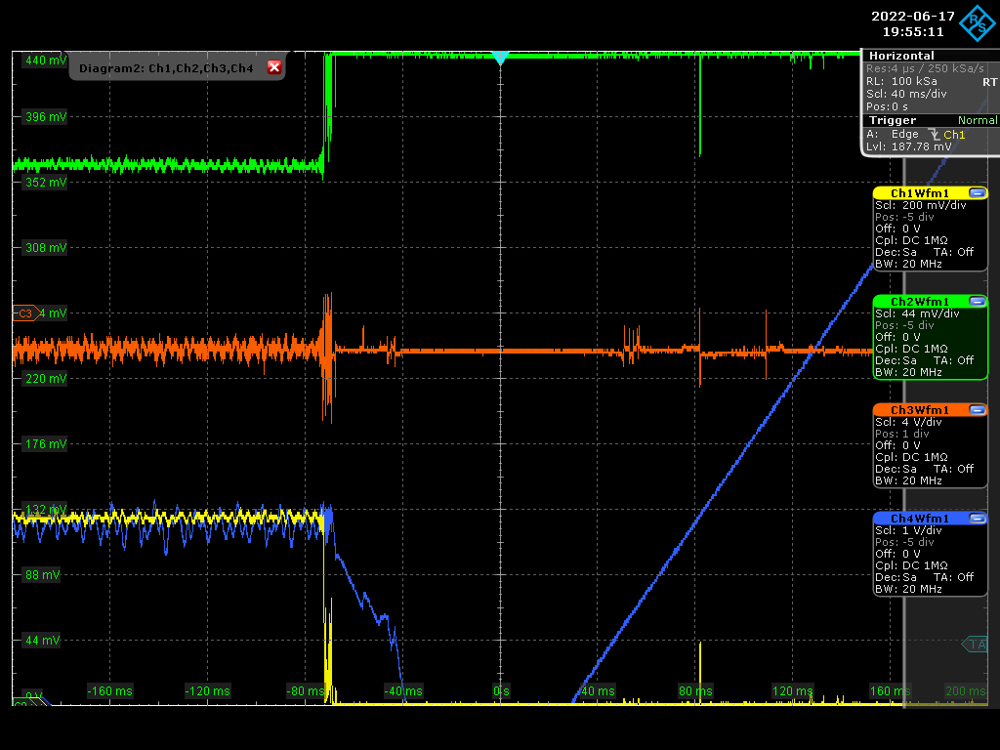 2022-06-17
19:55:11
R&S
Diagram2: Ch1,Ch2,Ch3,Ch4
Horizontal
Res:4 µs / 250 kSa/s
RL: 100 kSa RT
Scl: 40 ms/div
Pos:0 s
Trigger Normal
A: Edge Ch1
Lvl: 187.78 mV
440 mV
396 mV
352 mV
308 mV
C3 4 mV
220 mV
176 mV
132 mV
88 mV
44 mV
0 V
-160 ms -120 ms -80 ms -40 ms 0 s 40 ms 80 ms 120 ms 160 ms 200 ms
Ch1Wfm1
Scl: 200 mV/div
Pos: -5 div
Off: 0 V
Cpl: DC 1MΩ
Dec:Sa TA: Off
BW: 20 MHz
Ch2Wfm1
Scl: 44 mV/div
Pos: -5 div
Off: 0 V
Cpl: DC 1MΩ
Dec:Sa TA: Off
BW: 20 MHz
Ch3Wfm1
Scl: 4 V/div
Pos: 1 div
Off: 0 V
Cpl: DC 1MΩ
Dec:Sa TA: Off
BW: 20 MHz
Ch4Wfm1
Scl: 1 V/div
Pos: -5 div
Off: 0 V
Cpl: DC 1MΩ
Dec:Sa TA: Off
BW: 20 MHz
1A